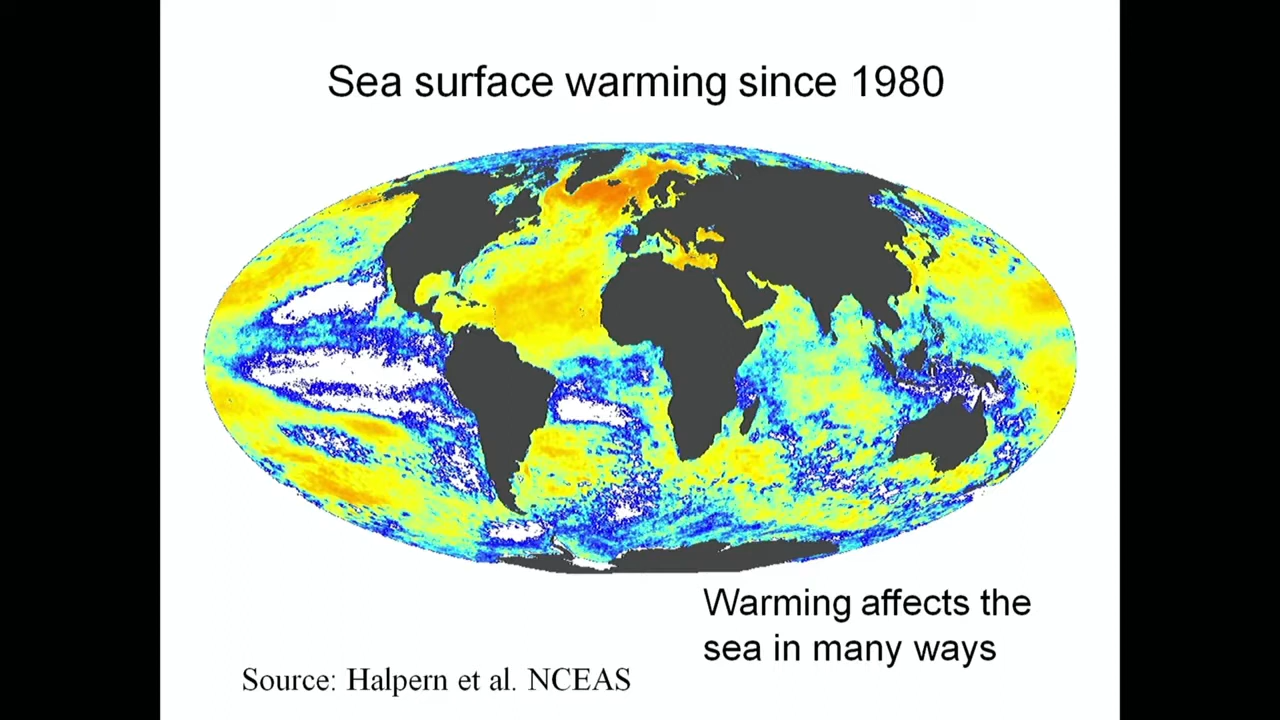 Sea surface warming since 1980
Warming affects the
sea in many ways
Source: Halpern et al. NCEAS